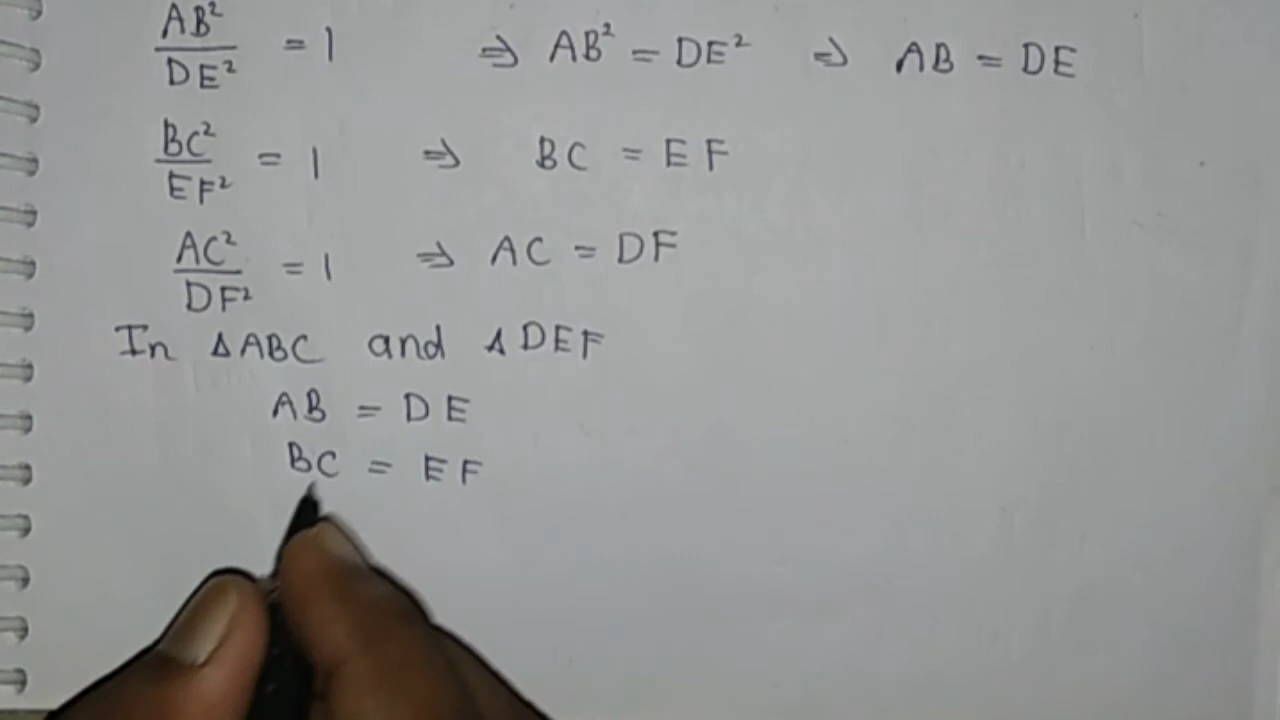 AB²/DE² = 1 ⇒ AB² = DE² ⇒ AB = DE
BC²/EF² = 1 ⇒ BC = EF
AC²/DF² = 1 ⇒ AC = DF
In ΔABC and ΔDEF
AB = DE
BC = EF